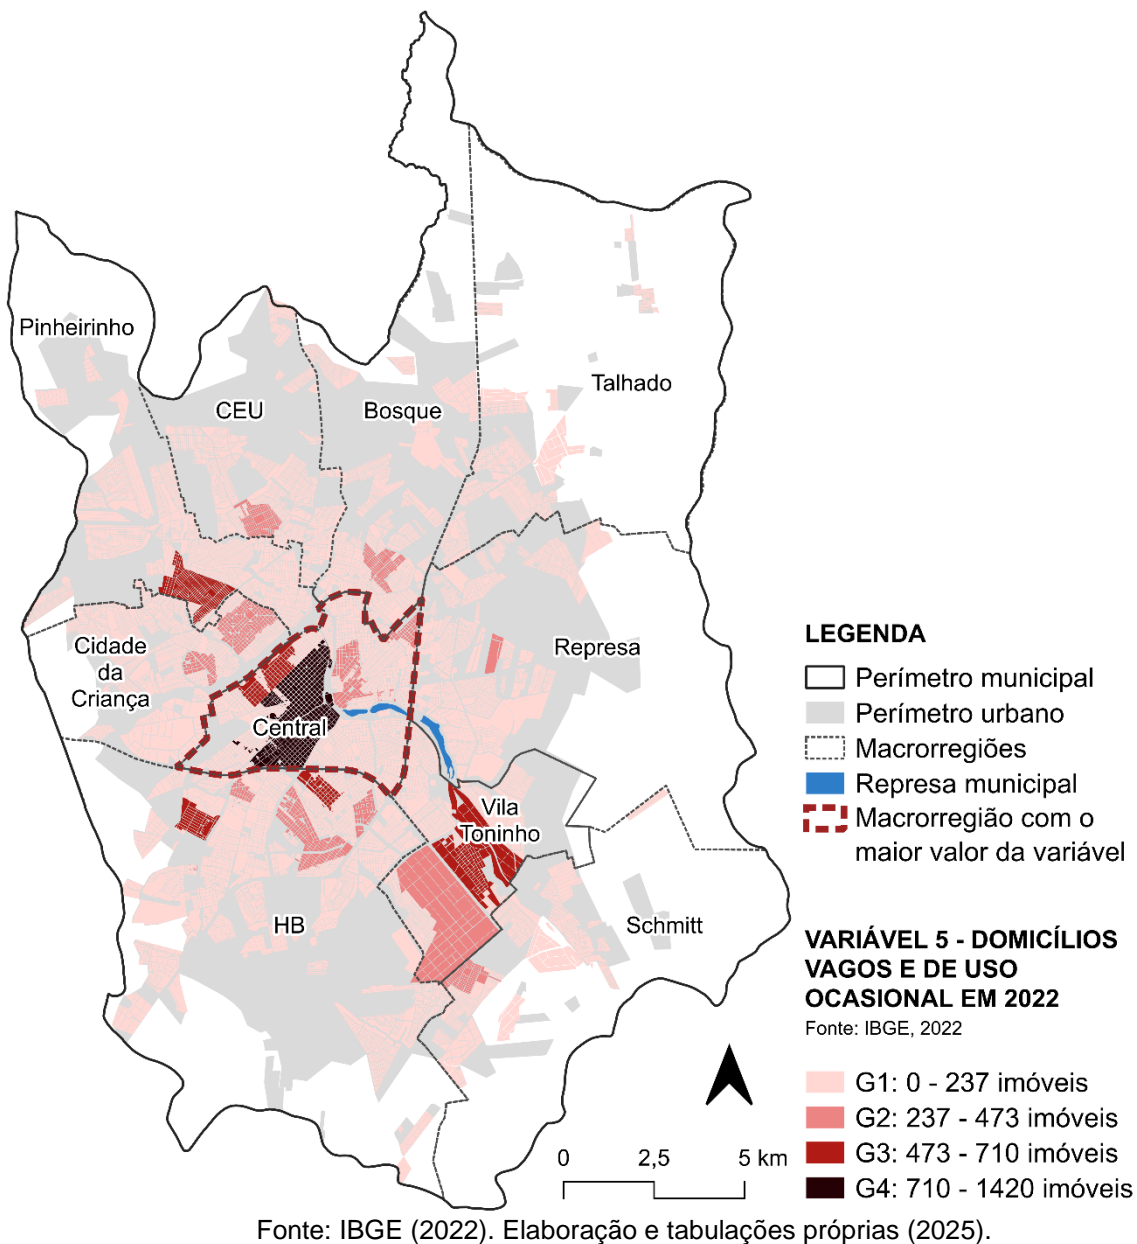 Pinheirinho
CEU
Bosque
Talhado
Cidade
da
Criança
Represa
Central
Vila
Toninho
HB
Schmitt
LEGENDA
Perímetro municipal
Perímetro urbano
Macrorregiões
Represa municipal
Macrorregião com o
maior valor da variável
VARIÁVEL 5 - DOMICÍLIOS
VAGOS E DE USO
OCASIONAL EM 2022
Fonte: IBGE, 2022
G1: 0 - 237 imóveis
G2: 237 - 473 imóveis
G3: 473 - 710 imóveis
G4: 710 - 1420 imóveis
0 2,5 5 km
Fonte: IBGE (2022). Elaboração e tabulações próprias (2025).